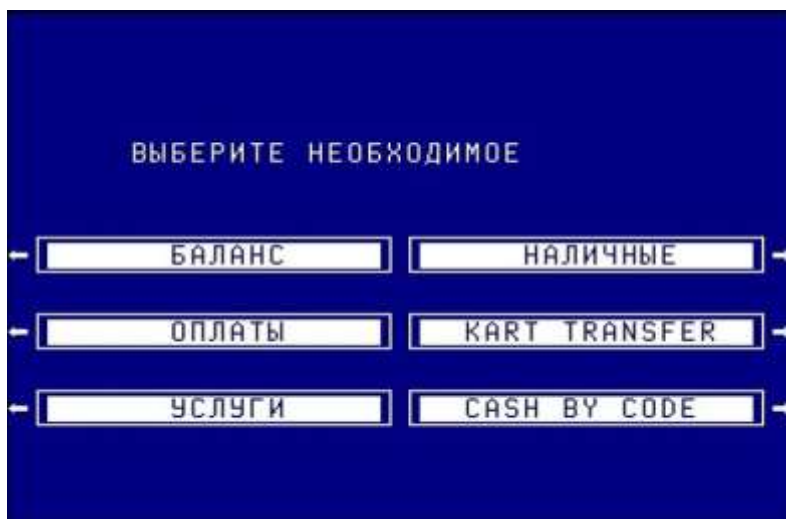 ВЫБЕРИТЕ НЕОБХОДИМОЕ
БАЛАНС
НАЛИЧНЫЕ
ОПЛАТЫ
KART TRANSFER
УСЛУГИ
CASH BY CODE